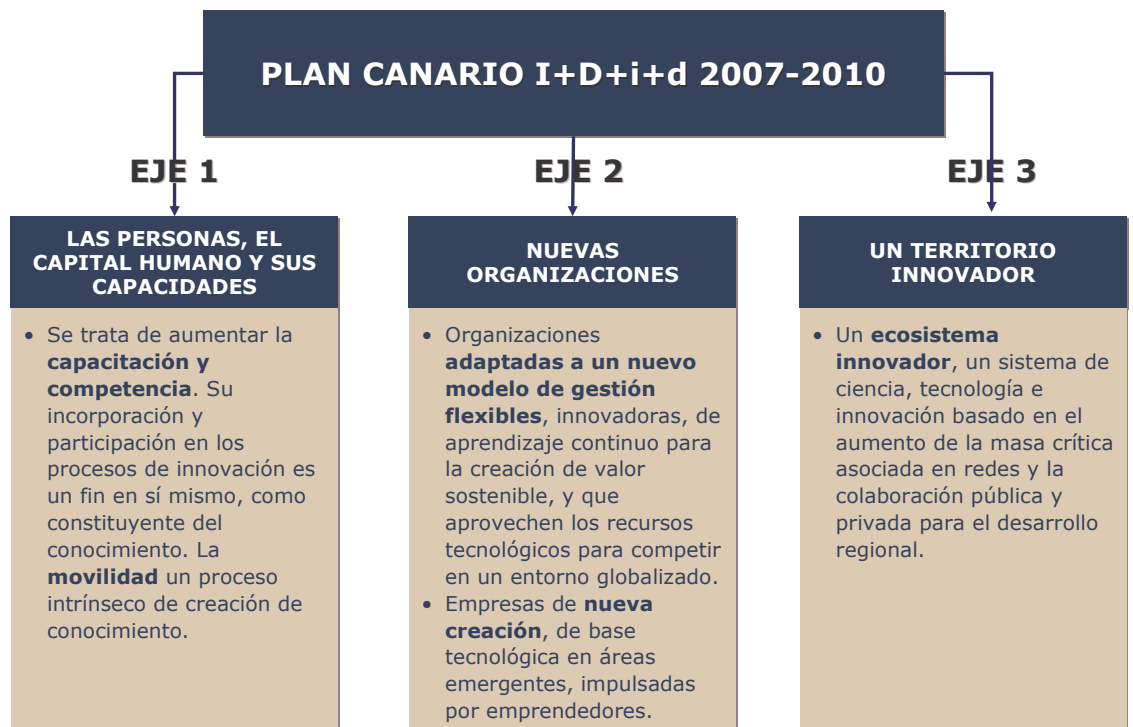 PLAN CANARIO I+D+i+d 2007-2010
EJE 1
LAS PERSONAS, EL
CAPITAL HUMANO Y SUS
CAPACIDADES
• Se trata de aumentar la
capacitación y
competencia. Su
incorporación y
participación en los
procesos de innovación es
un fin en sí mismo, como
constituyente del
conocimiento. La
movilidad un proceso
intrínseco de creación de
conocimiento.
EJE 2
NUEVAS
ORGANIZACIONES
• Organizaciones
adaptadas a un nuevo
modelo de gestión
flexibles, innovadoras, de
aprendizaje continuo para
la creación de valor
sostenible, y que
aprovechen los recursos
tecnológicos para competir
en un entorno globalizado.
• Empresas de nueva
creación, de base
tecnológica en áreas
emergentes, impulsadas
por emprendedores.
EJE 3
UN TERRITORIO
INNOVADOR
• Un ecosistema
innovador, un sistema de
ciencia, tecnología e
innovación basado en el
aumento de la masa crítica
asociada en redes y la
colaboración pública y
privada para el desarrollo
regional.